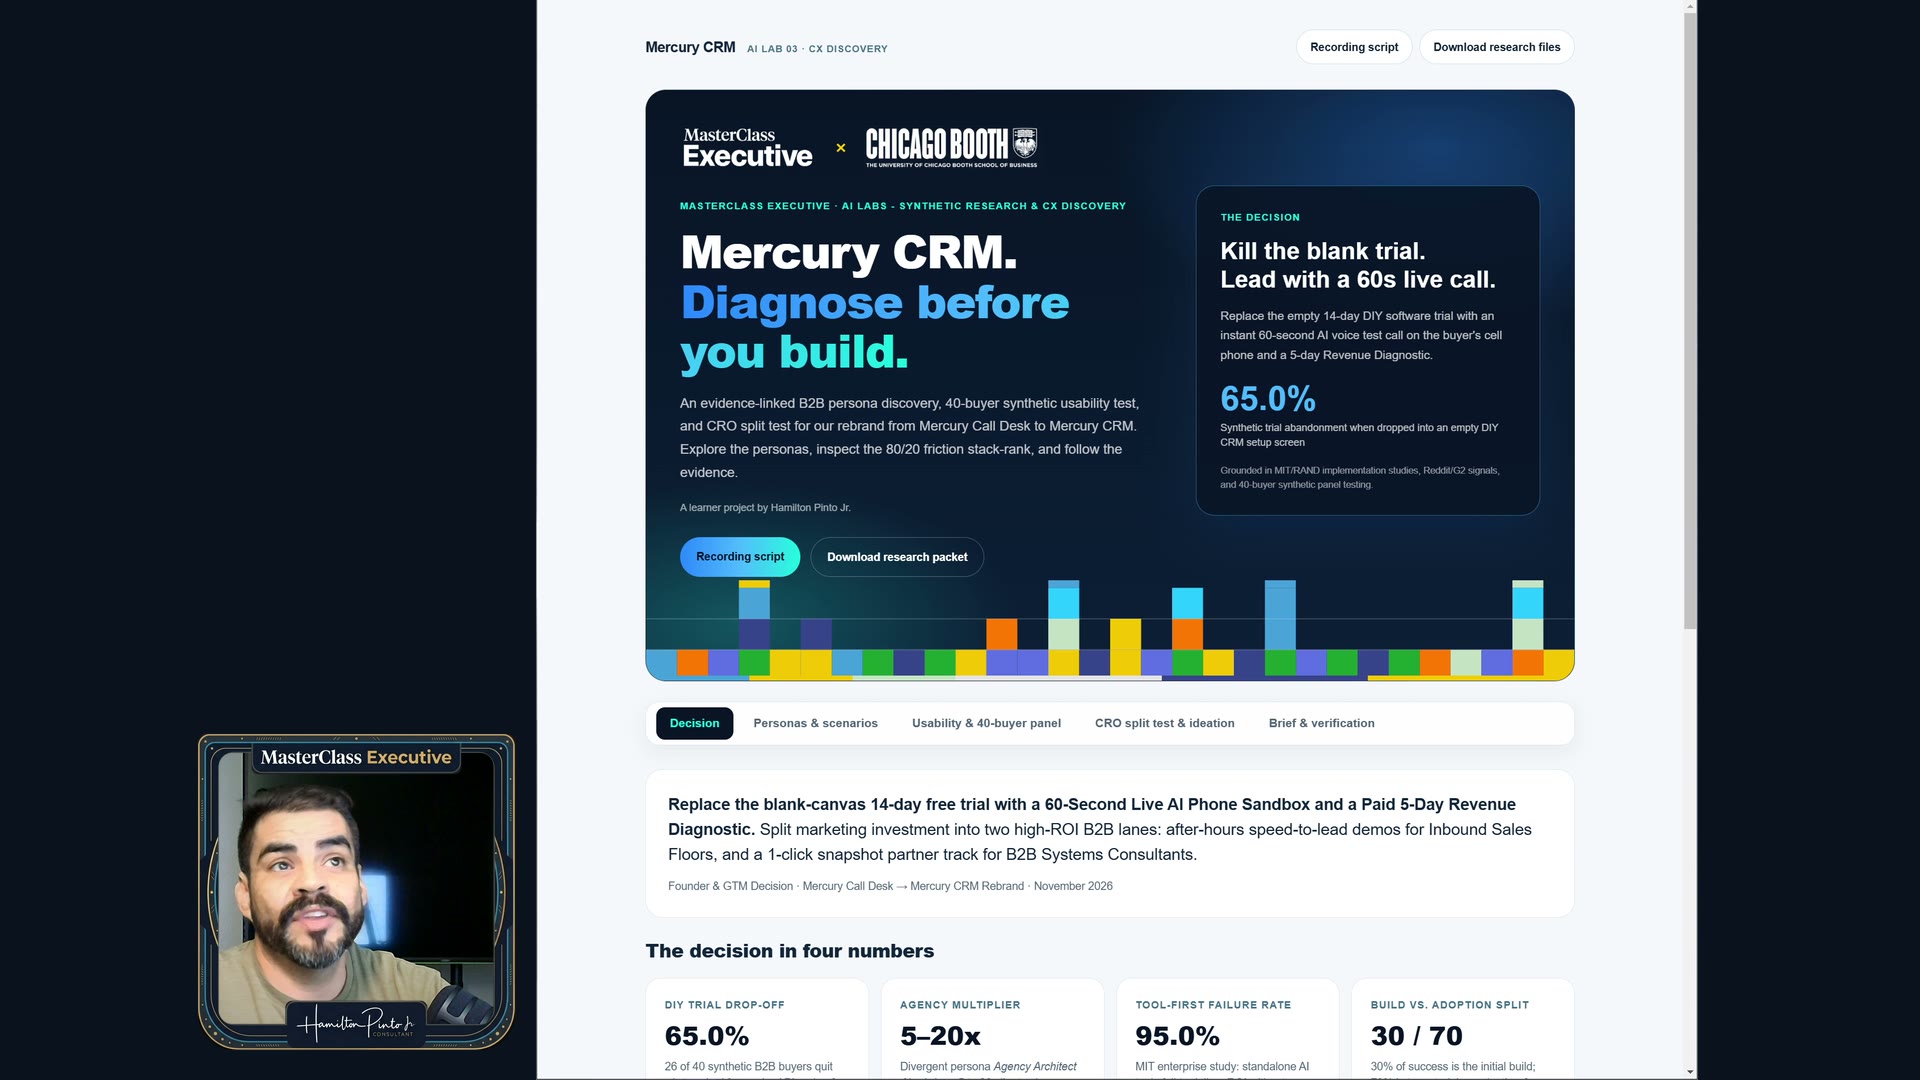 Mercury CRM AI LAB 03 · CX DISCOVERY
Recording script
Download research files
MasterClass
Executive
×
CHICAGO BOOTH
THE UNIVERSITY OF CHICAGO BOOTH SCHOOL OF BUSINESS
MASTERCLASS EXECUTIVE · AI LABS - SYNTHETIC RESEARCH & CX DISCOVERY
Mercury CRM.
Diagnose before
you build.
An evidence-linked B2B persona discovery, 40-buyer synthetic usability test,
and CRO split test for our rebrand from Mercury Call Desk to Mercury CRM.
Explore the personas, inspect the 80/20 friction stack-rank, and follow the
evidence.
A learner project by Hamilton Pinto Jr.
Recording script
Download research packet
THE DECISION
Kill the blank trial.
Lead with a 60s live call.
Replace the empty 14-day DIY software trial with an
instant 60-second AI voice test call on the buyer's cell
phone and a 5-day Revenue Diagnostic.
65.0%
Synthetic trial abandonment when dropped into an empty DIY
CRM setup screen
Grounded in MIT/RAND implementation studies, Reddit/G2 signals,
and 40-buyer synthetic panel testing.
Decision
Personas & scenarios
Usability & 40-buyer panel
CRO split test & ideation
Brief & verification
Replace the blank-canvas 14-day free trial with a 60-Second Live AI Phone Sandbox and a Paid 5-Day Revenue
Diagnostic. Split marketing investment into two high-ROI B2B lanes: after-hours speed-to-lead demos for Inbound Sales
Floors, and a 1-click snapshot partner track for B2B Systems Consultants.
Founder & GTM Decision · Mercury Call Desk → Mercury CRM Rebrand · November 2026
The decision in four numbers
DIY TRIAL DROP-OFF
65.0%
26 of 40 synthetic B2B buyers quit
AGENCY MULTIPLIER
5–20x
Divergent persona Agency Architect
TOOL-FIRST FAILURE RATE
95.0%
MIT enterprise study: standalone AI
BUILD VS. ADOPTION SPLIT
30 / 70
30% of success is the initial build;
MasterClass Executive
Hamilton Pinto Jr
CONSULTANT